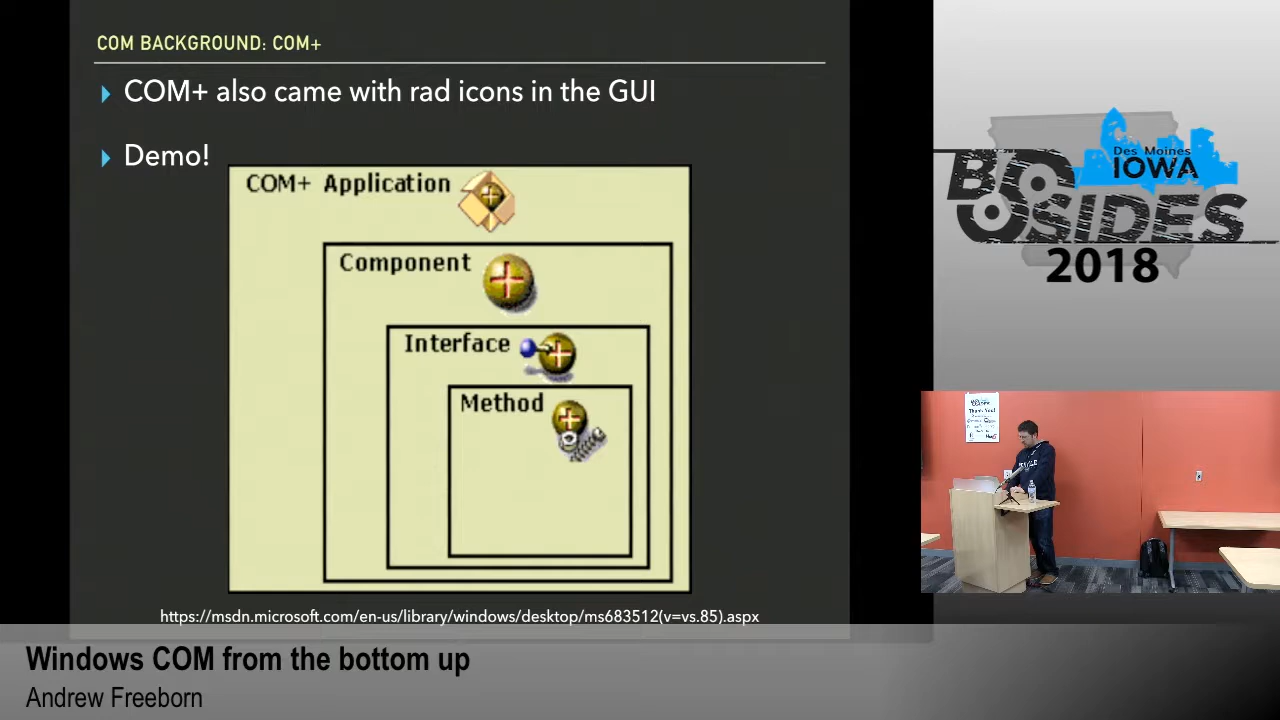 COM BACKGROUND: COM+
COM+ also came with rad icons in the GUI
Demo!
COM+ Application
Component
Interface
Method
https://msdn.microsoft.com/en-us/library/windows/desktop/ms683512(v=vs.85).aspx
Des Moines
IOWA
BSIDES
2018
Thank You!
Windows COM from the bottom up
Andrew Freeborn